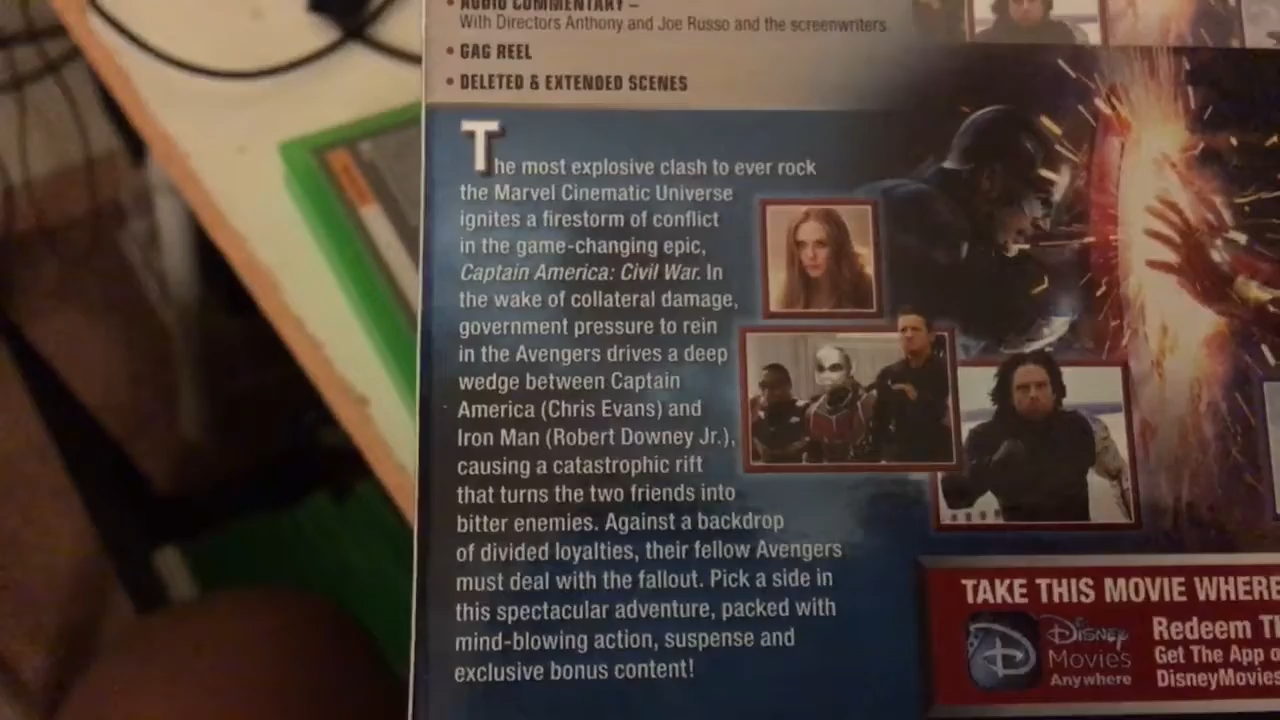 • AUDIO COMMENTARY –
With Directors Anthony and Joe Russo and the screenwriters
• GAG REEL
• DELETED & EXTENDED SCENES
The most explosive clash to ever rock
the Marvel Cinematic Universe
ignites a firestorm of conflict
in the game-changing epic,
Captain America: Civil War. In
the wake of collateral damage,
government pressure to rein
in the Avengers drives a deep
wedge between Captain
America (Chris Evans) and
Iron Man (Robert Downey Jr.),
causing a catastrophic rift
that turns the two friends into
bitter enemies. Against a backdrop
of divided loyalties, their fellow Avengers
must deal with the fallout. Pick a side in
this spectacular adventure, packed with
mind-blowing action, suspense and
exclusive bonus content!
TAKE THIS MOVIE WHERE
D
Disney
Movies
Anywhere
Redeem
Get The App
DisneyMovies